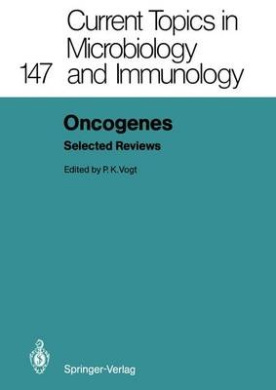 Current Topics in
Microbiology
147 and Immunology
Oncogenes
Selected Reviews
Edited by P. K. Vogt
Springer-Verlag